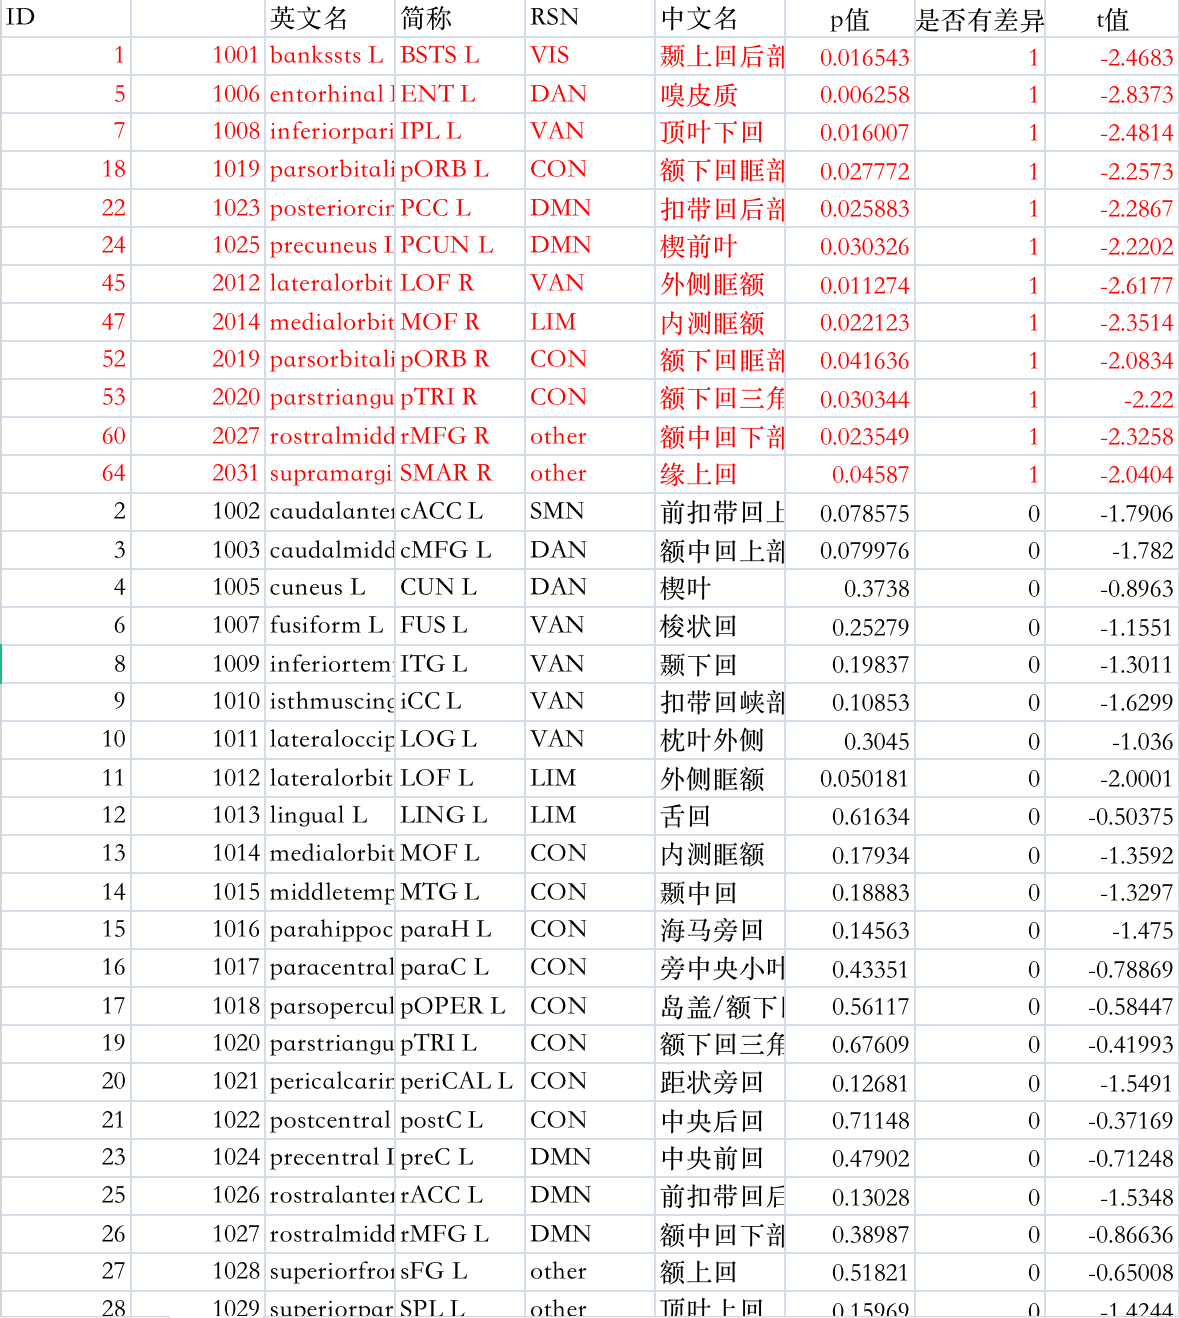 ID 英文名 简称 RSN 中文名 p值 是否有差异 t值
1 1001 bankssts L BSTS L VIS 颞上回后部 0.016543 1 -2.4683
5 1006 entorhinal ENT L DAN 嗅皮质 0.006258 1 -2.8373
7 1008 inferiorpari IPL L VAN 顶叶下回 0.016007 1 -2.4814
18 1019 parsorbitali pORB L CON 额下回眶部 0.027772 1 -2.2573
22 1023 posteriorcin PCC L DMN 扣带回后部 0.025883 1 -2.2867
24 1025 precuneus L PCUN L DMN 楔前叶 0.030326 1 -2.2202
45 2012 lateralorbit LOF R VAN 外侧眶额 0.011274 1 -2.6177
47 2014 medialorbit MOF R LIM 内测眶额 0.022123 1 -2.3514
52 2019 parsorbitali pORB R CON 额下回眶部 0.041636 1 -2.0834
53 2020 parstriangu pTRI R CON 额下回三角 0.030344 1 -2.22
60 2027 rostralmidd rMFG R other 额中回下部 0.023549 1 -2.3258
64 2031 supramargi SMAR R other 缘上回 0.04587 1 -2.0404
2 1002 caudalanter cACC L SMN 前扣带回上 0.078575 0 -1.7906
3 1003 caudalmidd cMFG L DAN 额中回上部 0.079976 0 -1.782
4 1005 cuneus L CUN L DAN 楔叶 0.3738 0 -0.8963
6 1007 fusiform L FUS L VAN 梭状回 0.25279 0 -1.1551
8 1009 inferiortem ITG L VAN 颞下回 0.19837 0 -1.3011
9 1010 isthmuscing iCC L VAN 扣带回峡部 0.10853 0 -1.6299
10 1011 lateraloccip LOG L VAN 枕叶外侧 0.3045 0 -1.036
11 1012 lateralorbit LOF L LIM 外侧眶额 0.050181 0 -2.0001
12 1013 lingual L LING L LIM 舌回 0.61634 0 -0.50375
13 1014 medialorbit MOF L CON 内测眶额 0.17934 0 -1.3592
14 1015 middletemp MTG L CON 颞中回 0.18883 0 -1.3297
15 1016 parahippoc paraH L CON 海马旁回 0.14563 0 -1.475
16 1017 paracentral paraC L CON 旁中央小叶 0.43351 0 -0.78869
17 1018 parsopercul pOPER L CON 岛盖/额下 0.56117 0 -0.58447
19 1020 parstriangu pTRI L CON 额下回三角 0.67609 0 -0.41993
20 1021 pericalcarin periCAL L CON 距状旁回 0.12681 0 -1.5491
21 1022 postcentral postC L CON 中央后回 0.71148 0 -0.37169
23 1024 precentral L preC L DMN 中央前回 0.47902 0 -0.71248
25 1026 rostralanter rACC L DMN 前扣带回后 0.13028 0 -1.5348
26 1027 rostralmidd rMFG L DMN 额中回下部 0.38987 0 -0.86636
27 1028 superiorfron sFG L other 额上回 0.51821 0 -0.65008
28 1029 superiorpar SPL L other 顶叶上回 0.15969 0 -1.4244